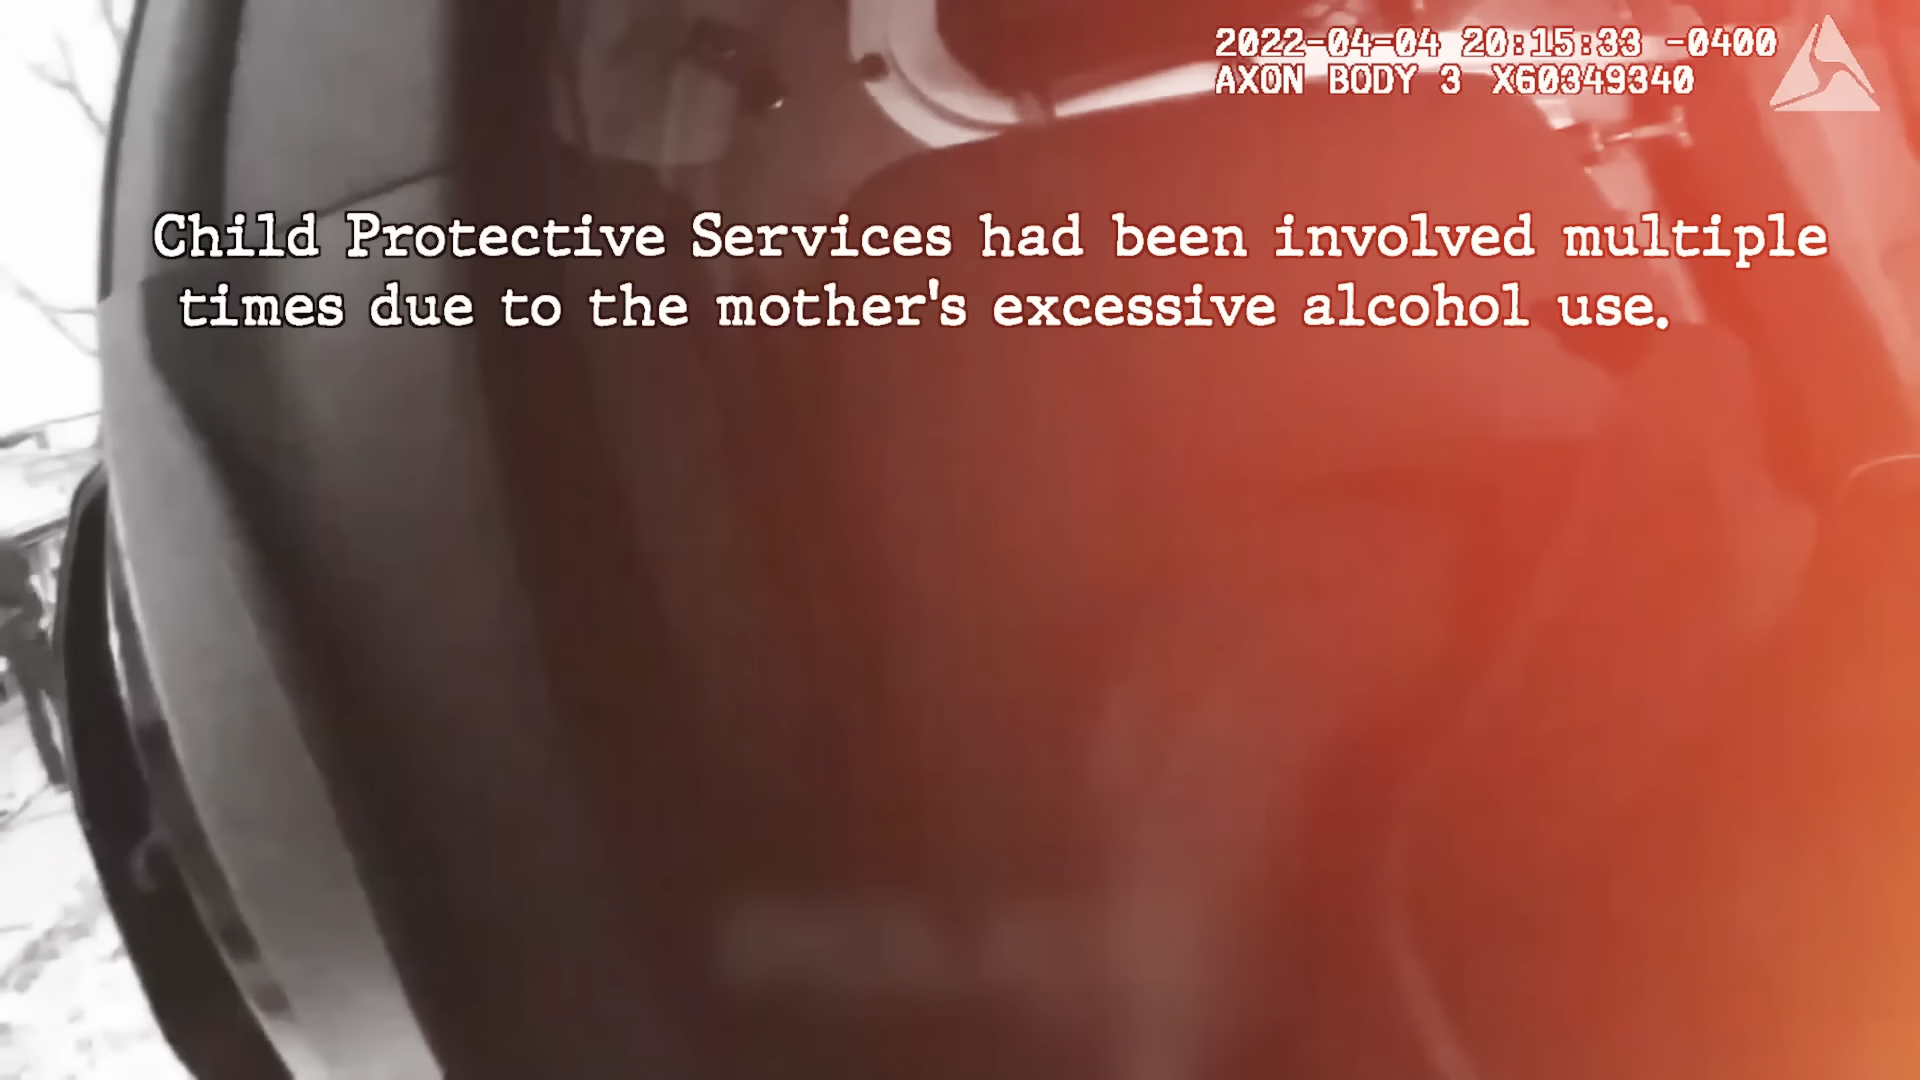 2022-04-04 20:15:33 -0400
AXON BODY 3 X60349340
Child Protective Services had been involved multiple
times due to the mother's excessive alcohol use.